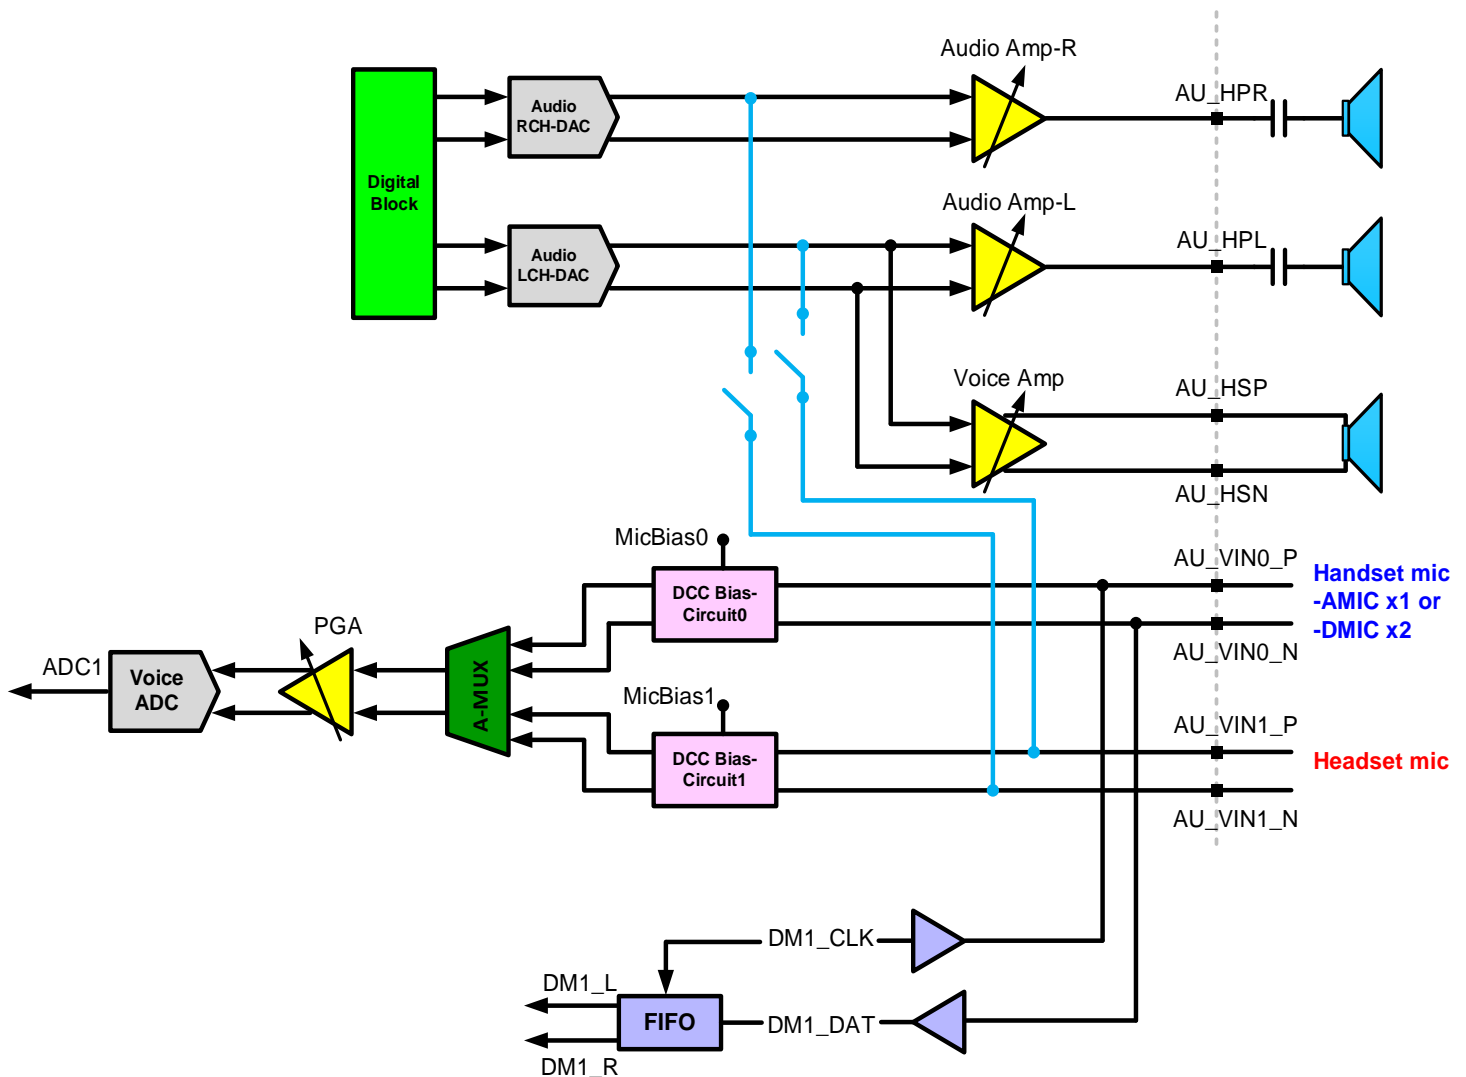 Audio Amp-R
AU_HPR
Audio
RCH-DAC
Digital
Block
Audio Amp-L
AU_HPL
Audio
LCH-DAC
Voice Amp
AU_HSP
AU_HSN
MicBias0
AU_VIN0_P
DCC Bias-
Circuit0
Handset mic
-AMIC x1 or
-DMIC x2
AU_VIN0_N
PGA
ADC1
Voice
ADC
A-MUX
MicBias1
AU_VIN1_P
DCC Bias-
Circuit1
Headset mic
AU_VIN1_N
DM1_CLK
DM1_L
FIFO
DM1_DAT
DM1_R